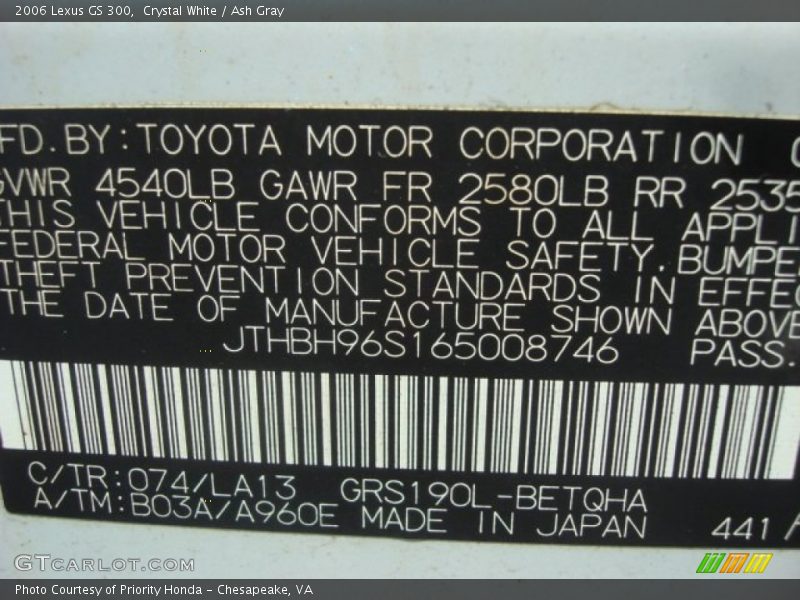 2006 Lexus GS 300, Crystal White / Ash Gray
MFD. BY: TOYOTA MOTOR CORPORATION
GVWR 4540LB GAWR FR 2580LB RR 2535
THIS VEHICLE CONFORMS TO ALL APPLI
FEDERAL MOTOR VEHICLE SAFETY, BUMPE
THEFT PREVENTION STANDARDS IN EFFEC
THE DATE OF MANUFACTURE SHOWN ABOVE
JTHBH96S165008746 PASS.
C/TR: 074/LA13 GRS190L-BETQHA
A/TM: B03A/A960E MADE IN JAPAN 441
GTCARLOT.COM
Photo Courtesy of Priority Honda - Chesapeake, VA